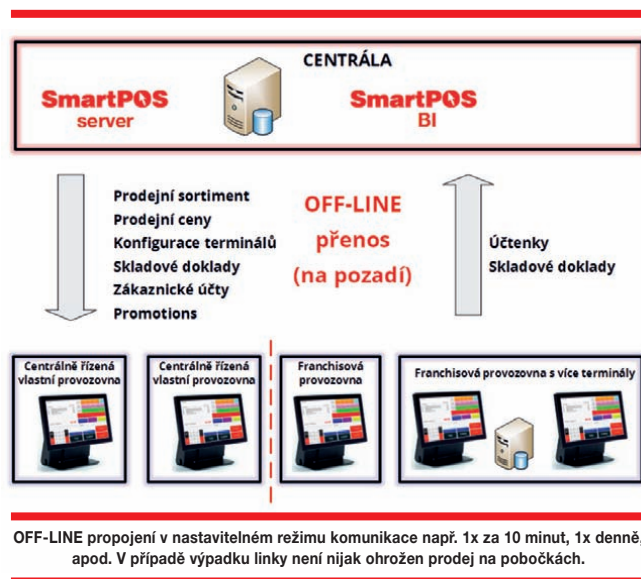 CENTRÁLA
SmartPOS
server
SmartPOS
BI
Prodejní sortiment
Prodejní ceny
Konfigurace terminálů
Skladové doklady
Zákaznické účty
Promotions
OFF-LINE
přenos
(na pozadí)
Účtenky
Skladové doklady
Centrálně řízená
vlastní provozovna
Centrálně řízená
vlastní provozovna
Franchisová
provozovna
Franchisová provozovna s více terminály
OFF-LINE propojení v nastavitelném režimu komunikace např. 1x za 10 minut, 1x denně,
apod. V případě výpadku linky není nijak ohrožen prodej na pobočkách.